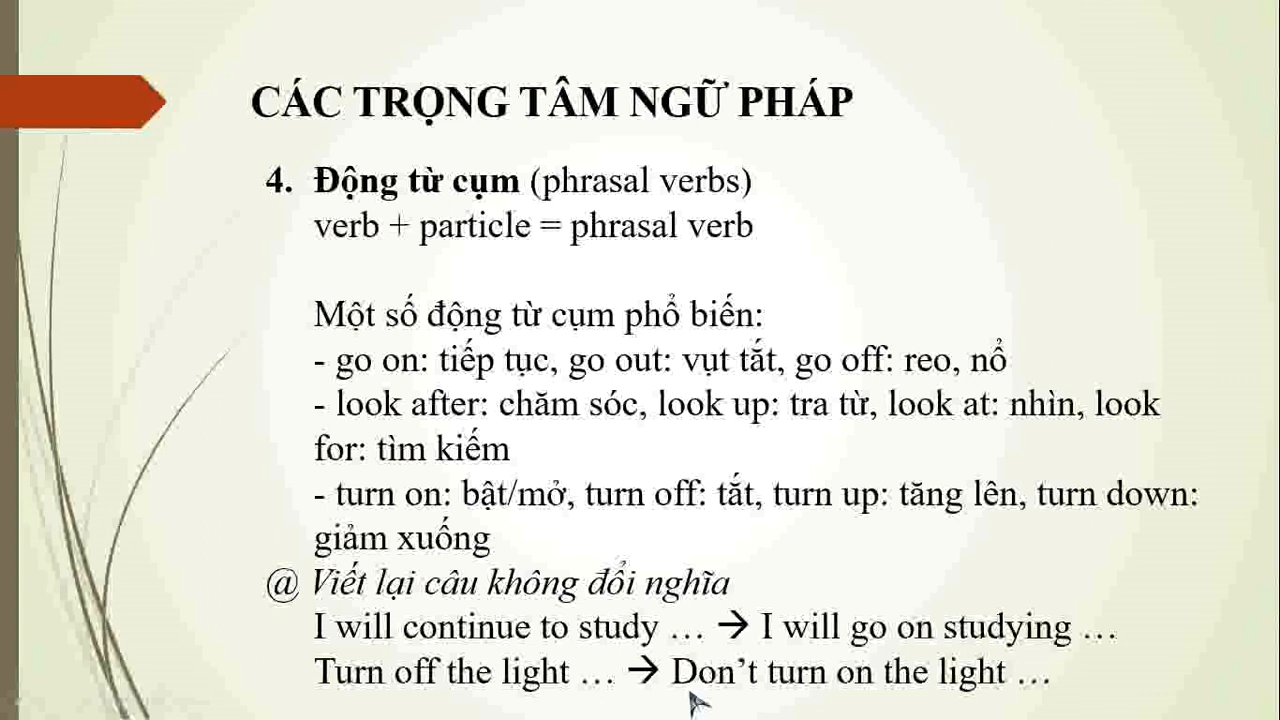 CÁC TRỌNG TÂM NGỮ PHÁP
4. Động từ cụm (phrasal verbs)
verb + particle = phrasal verb
Một số động từ cụm phổ biến:
- go on: tiếp tục, go out: vụt tắt, go off: reo, nổ
- look after: chăm sóc, look up: tra từ, look at: nhìn, look
for: tìm kiếm
- turn on: bật/mở, turn off: tắt, turn up: tăng lên, turn down:
giảm xuống
@ Viết lại câu không đổi nghĩa
I will continue to study … → I will go on studying …
Turn off the light … → Don’t turn on the light …